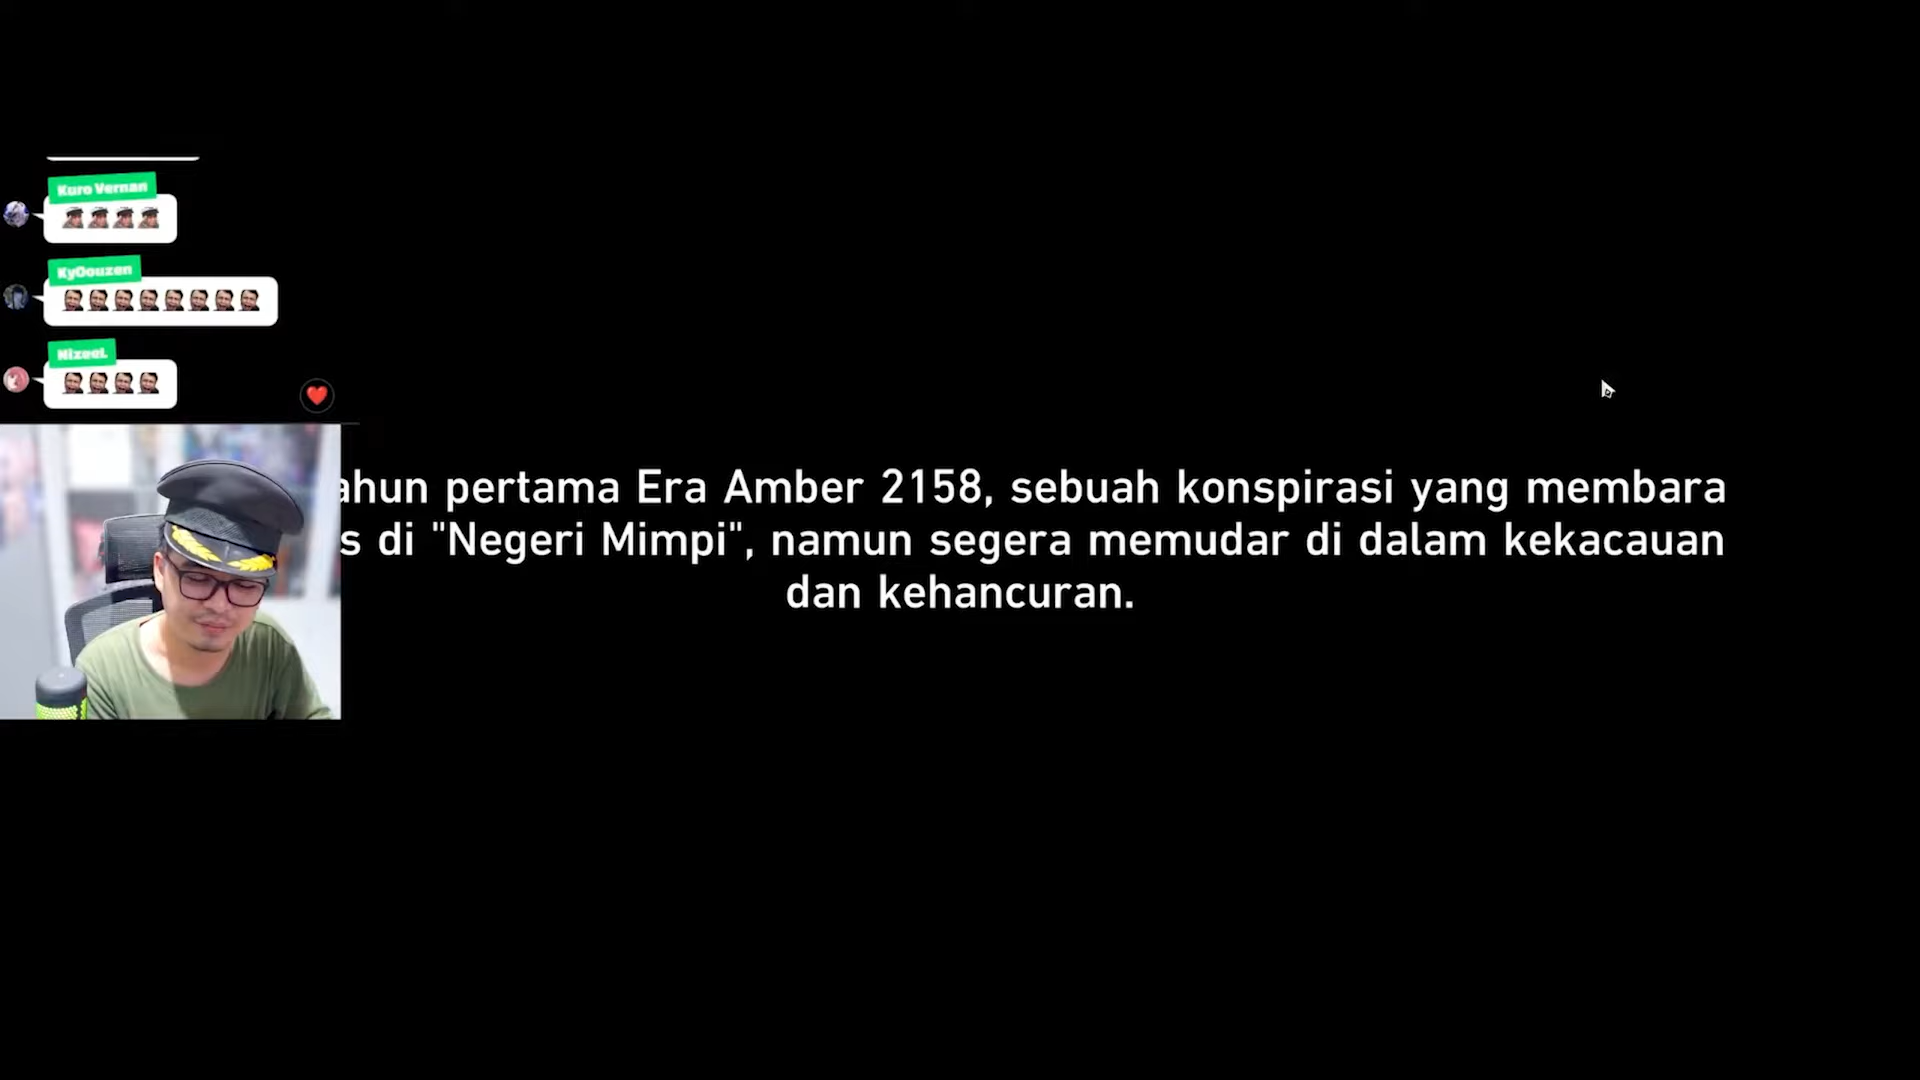 Kuro Vernan
KyOouzen
NizeeL
ahun pertama Era Amber 2158, sebuah konspirasi yang membara
s di "Negeri Mimpi", namun segera memudar di dalam kekacauan
dan kehancuran.